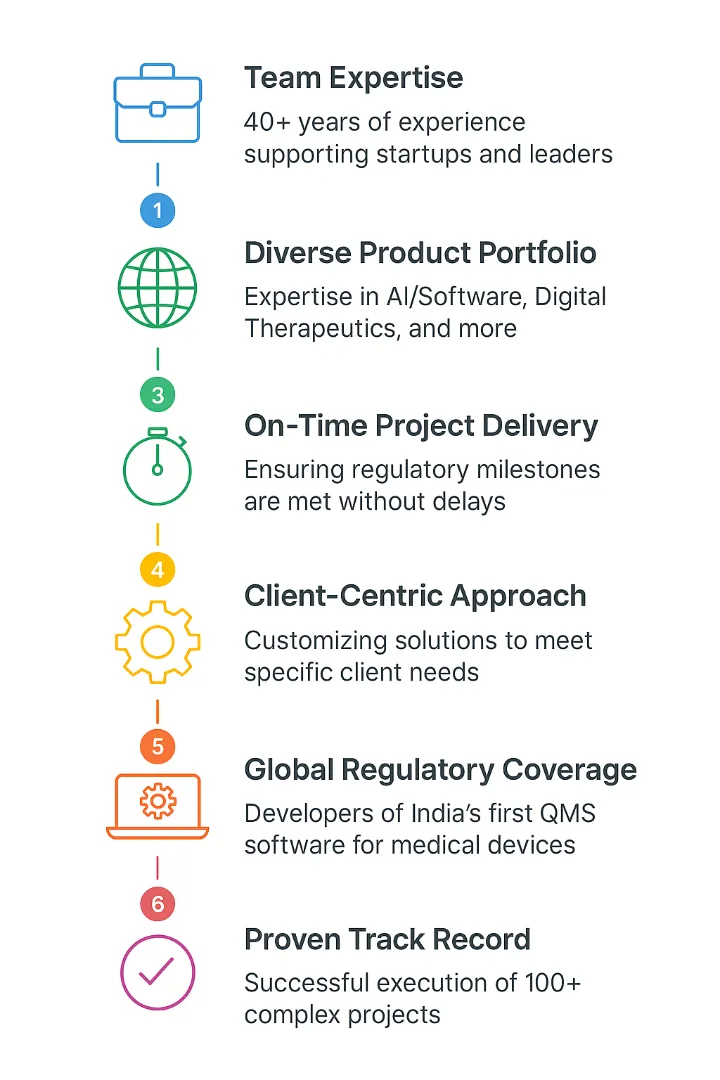 Team Expertise
40+ years of experience
supporting startups and leaders
1
Diverse Product Portfolio
Expertise in AI/Software, Digital
Therapeutics, and more
3
On-Time Project Delivery
Ensuring regulatory milestones
are met without delays
4
Client-Centric Approach
Customizing solutions to meet
specific client needs
5
Global Regulatory Coverage
Developers of India's first QMS
software for medical devices
6
Proven Track Record
Successful execution of 100+
complex projects